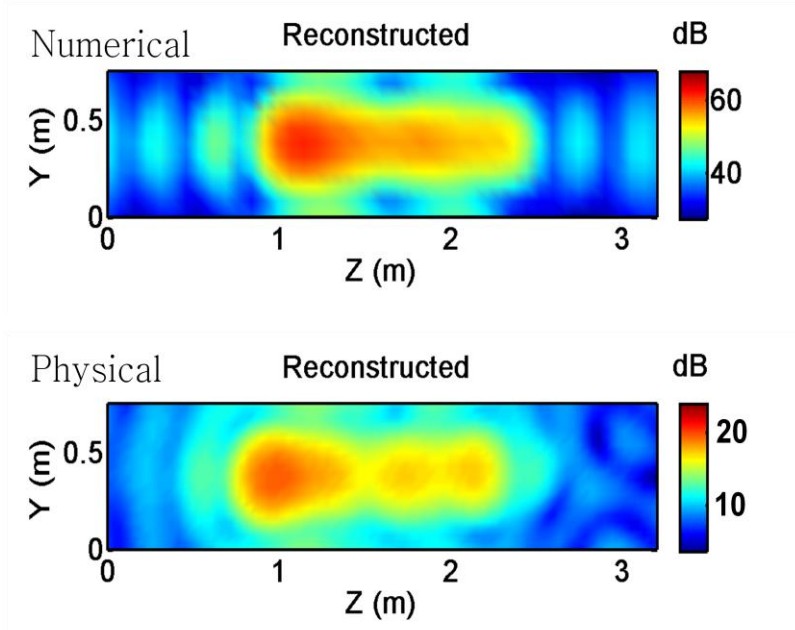 Numerical
Reconstructed
dB
Y (m)
0.5
0
60
40
0 1 2 3
Z (m)
Physical
Reconstructed
dB
Y (m)
0.5
0
20
10
0 1 2 3
Z (m)